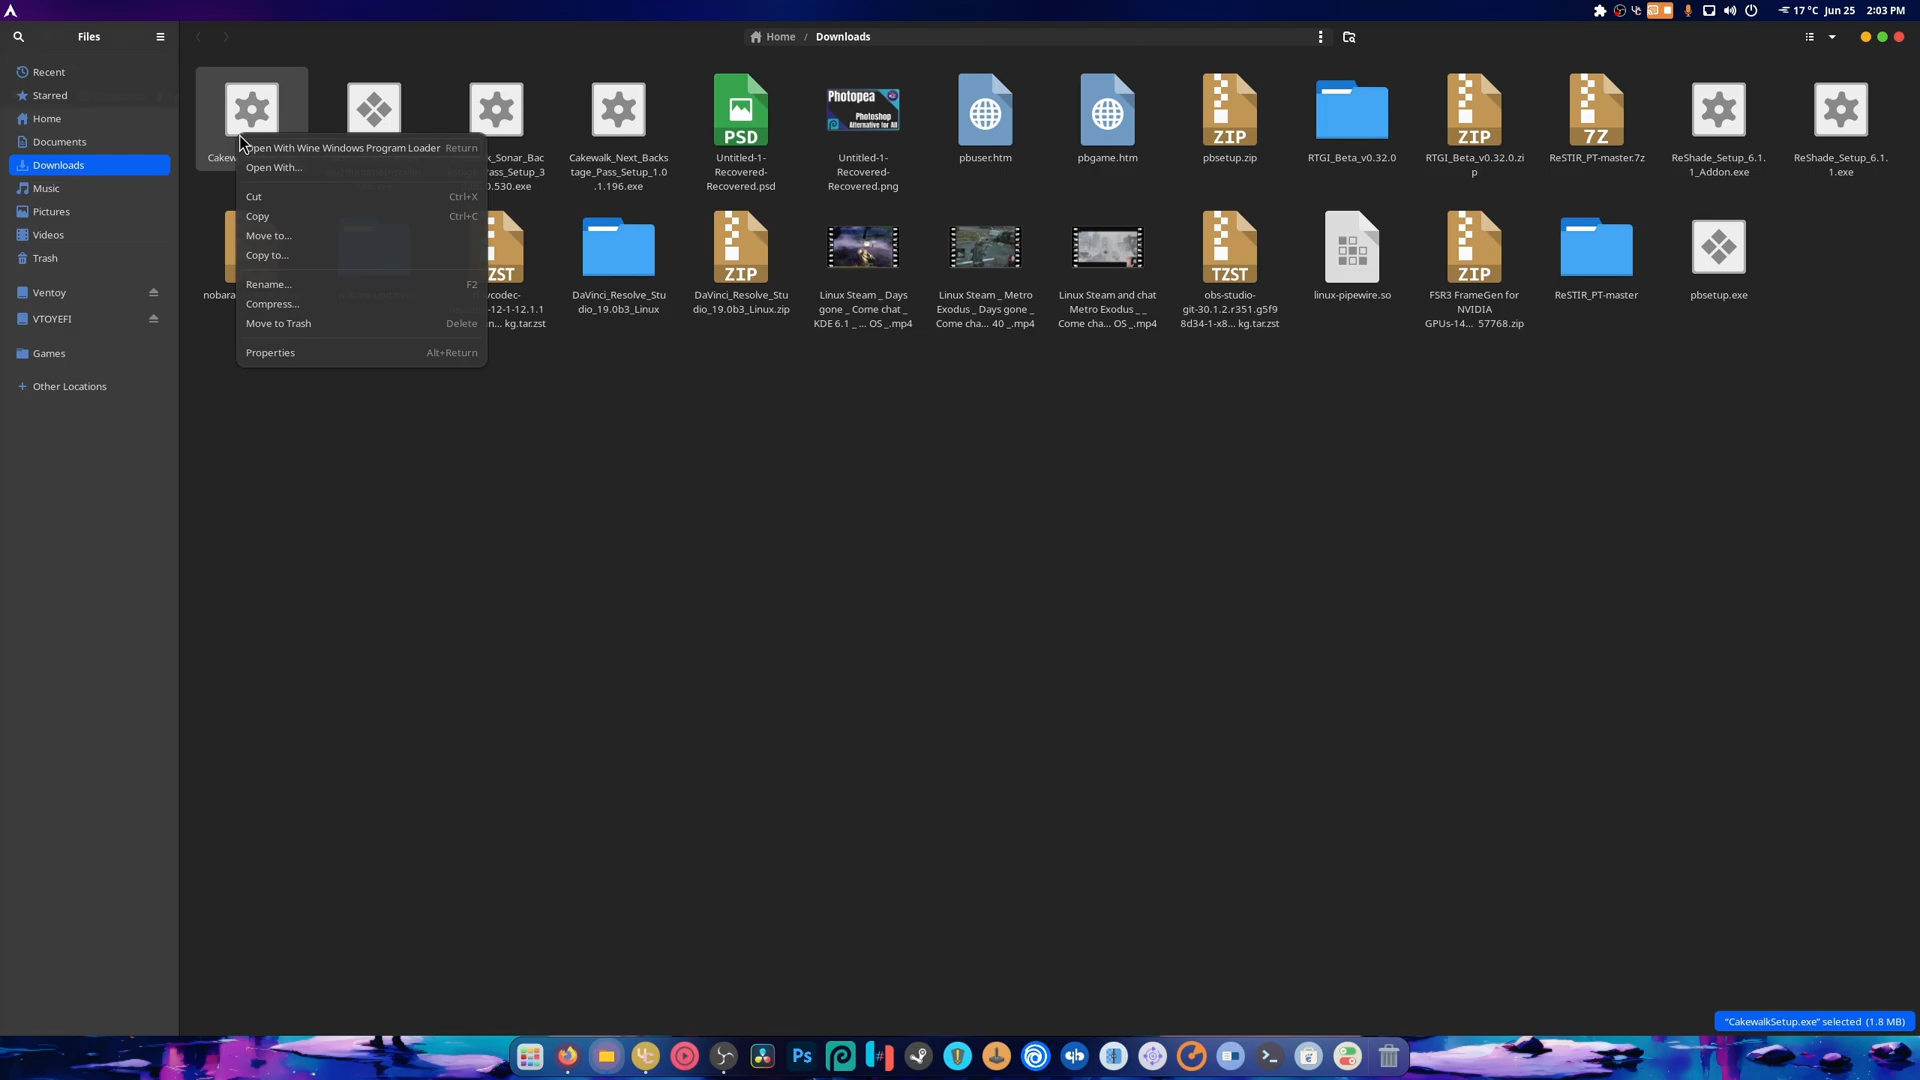 17 °C Jun 25 2:03 PM
Files
Home / Downloads
Recent
Starred
Home
Documents
Downloads
Music
Pictures
Videos
Trash
Ventoy
VTOYEFI
Games
Other Locations
Open With Wine Windows Program Loader Return
Open With...
Cut Ctrl+X
Copy Ctrl+C
Move to...
Copy to...
Rename... F2
Compress...
Move to Trash Delete
Properties Alt+Return
k_Sonar_Bac
ass_Setup_3
0.530.exe
Cakewalk_Next_Backs
tage_Pass_Setup_1.0
.1.196.exe
PSD
Untitled-1-
Recovered-
Recovered.psd
Photopea
Photoshop
Alternative for All
Untitled-1-
Recovered-
Recovered.png
pbuser.htm
pbgame.htm
ZIP
pbsetup.zip
RTGI_Beta_v0.32.0
ZIP
RTGI_Beta_v0.32.0.zi
p
7Z
ReSTIR_PT-master.7z
ReShade_Setup_6.1.
1_Addon.exe
ReShade_Setup_6.1.
1.exe
nobara
ZST
vcodec-
-12-1-12.1.1
n... kg.tar.zst
DaVinci_Resolve_Stu
dio_19.0b3_Linux
ZIP
DaVinci_Resolve_Stu
dio_19.0b3_Linux.zip
Linux Steam _ Days
gone _ Come chat _
KDE 6.1 _ ... OS _.mp4
Linux Steam _ Metro
Exodus _ Days gone _
Come cha... 40 _.mp4
Linux Steam and chat
Metro Exodus _ _
Come cha... OS _.mp4
TZST
obs-studio-
git-30.1.2.r351.g5f9
8d34-1-x8... kg.tar.zst
linux-pipewire.so
ZIP
FSR3 FrameGen for
NVIDIA
GPUs-14... 57768.zip
ReSTIR_PT-master
pbsetup.exe
"CakewalkSetup.exe" selected (1.8 MB)
Ps